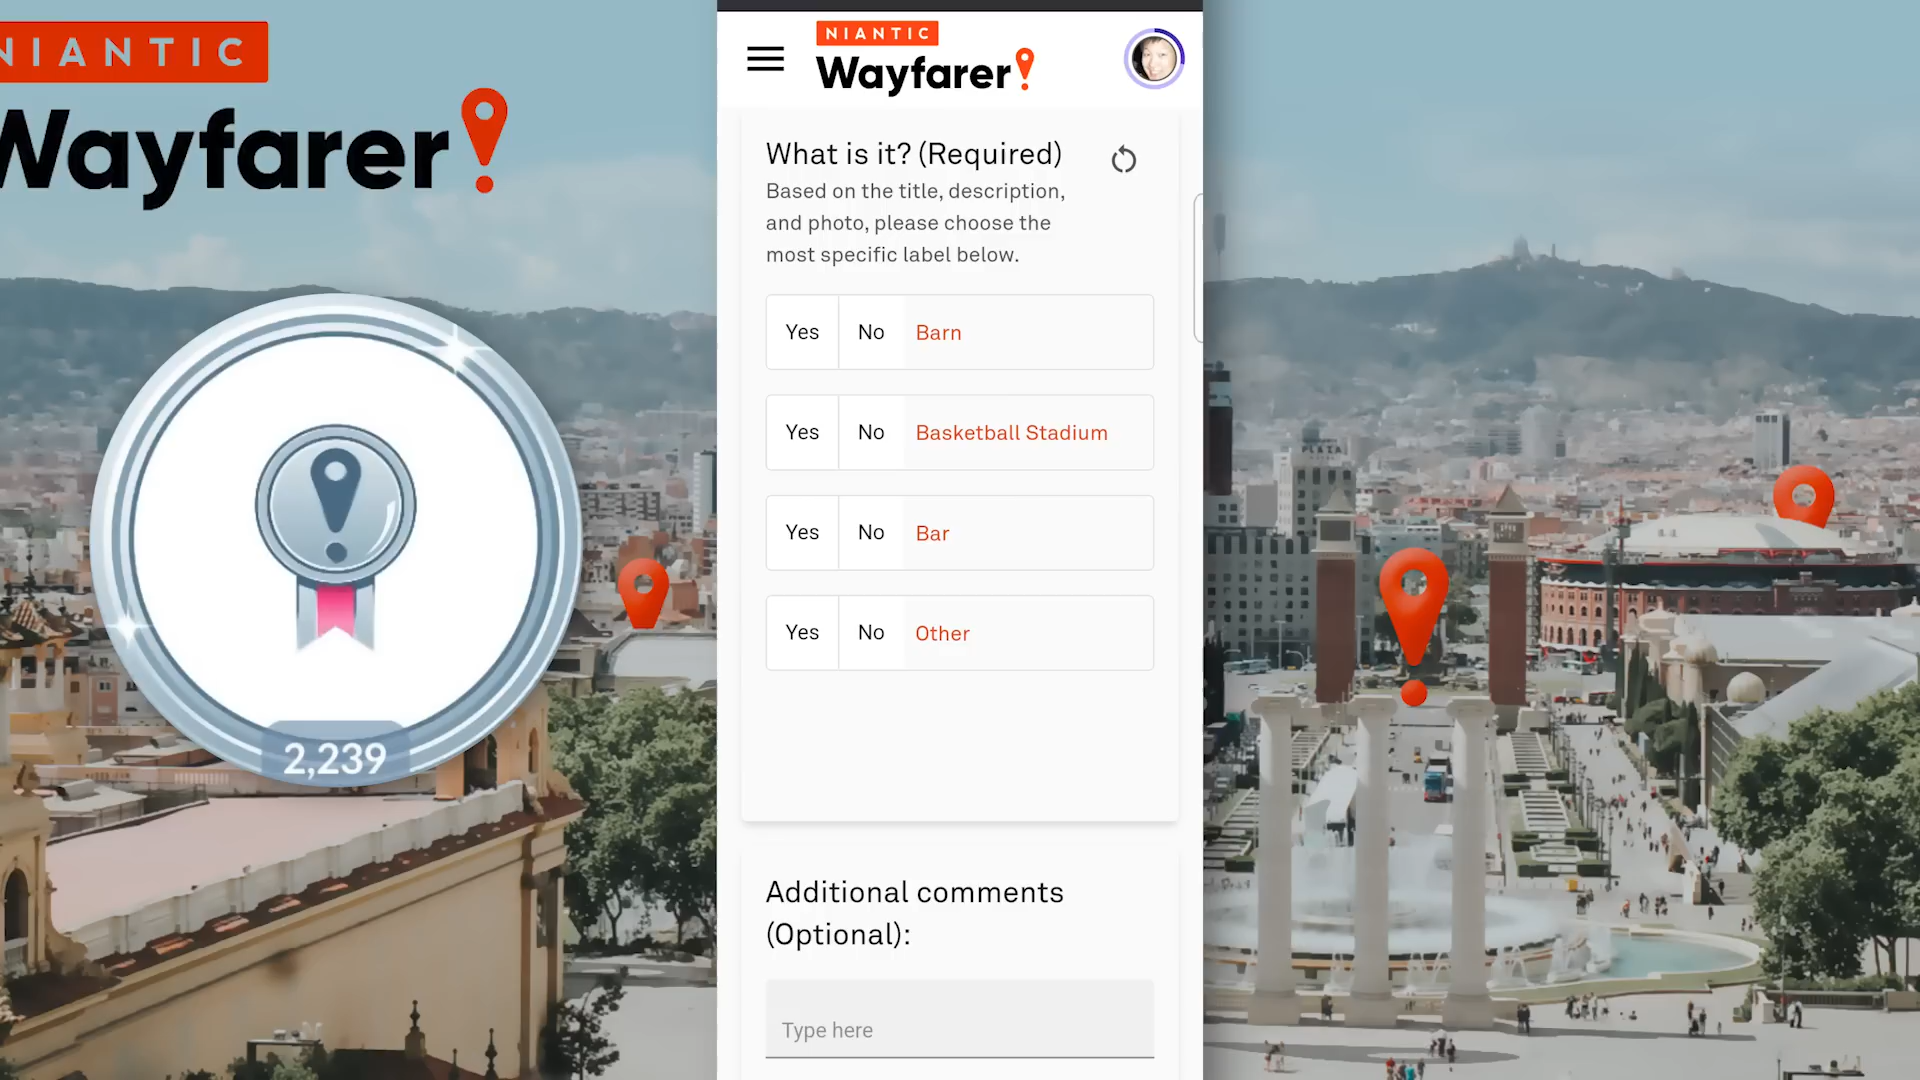 NIANTIC
Wayfarer
2,239
NIANTIC
Wayfarer
What is it? (Required)
Based on the title, description,
and photo, please choose the
most specific label below.
Yes No Barn
Yes No Basketball Stadium
Yes No Bar
Yes No Other
Additional comments
(Optional):
Type here
PLAZA